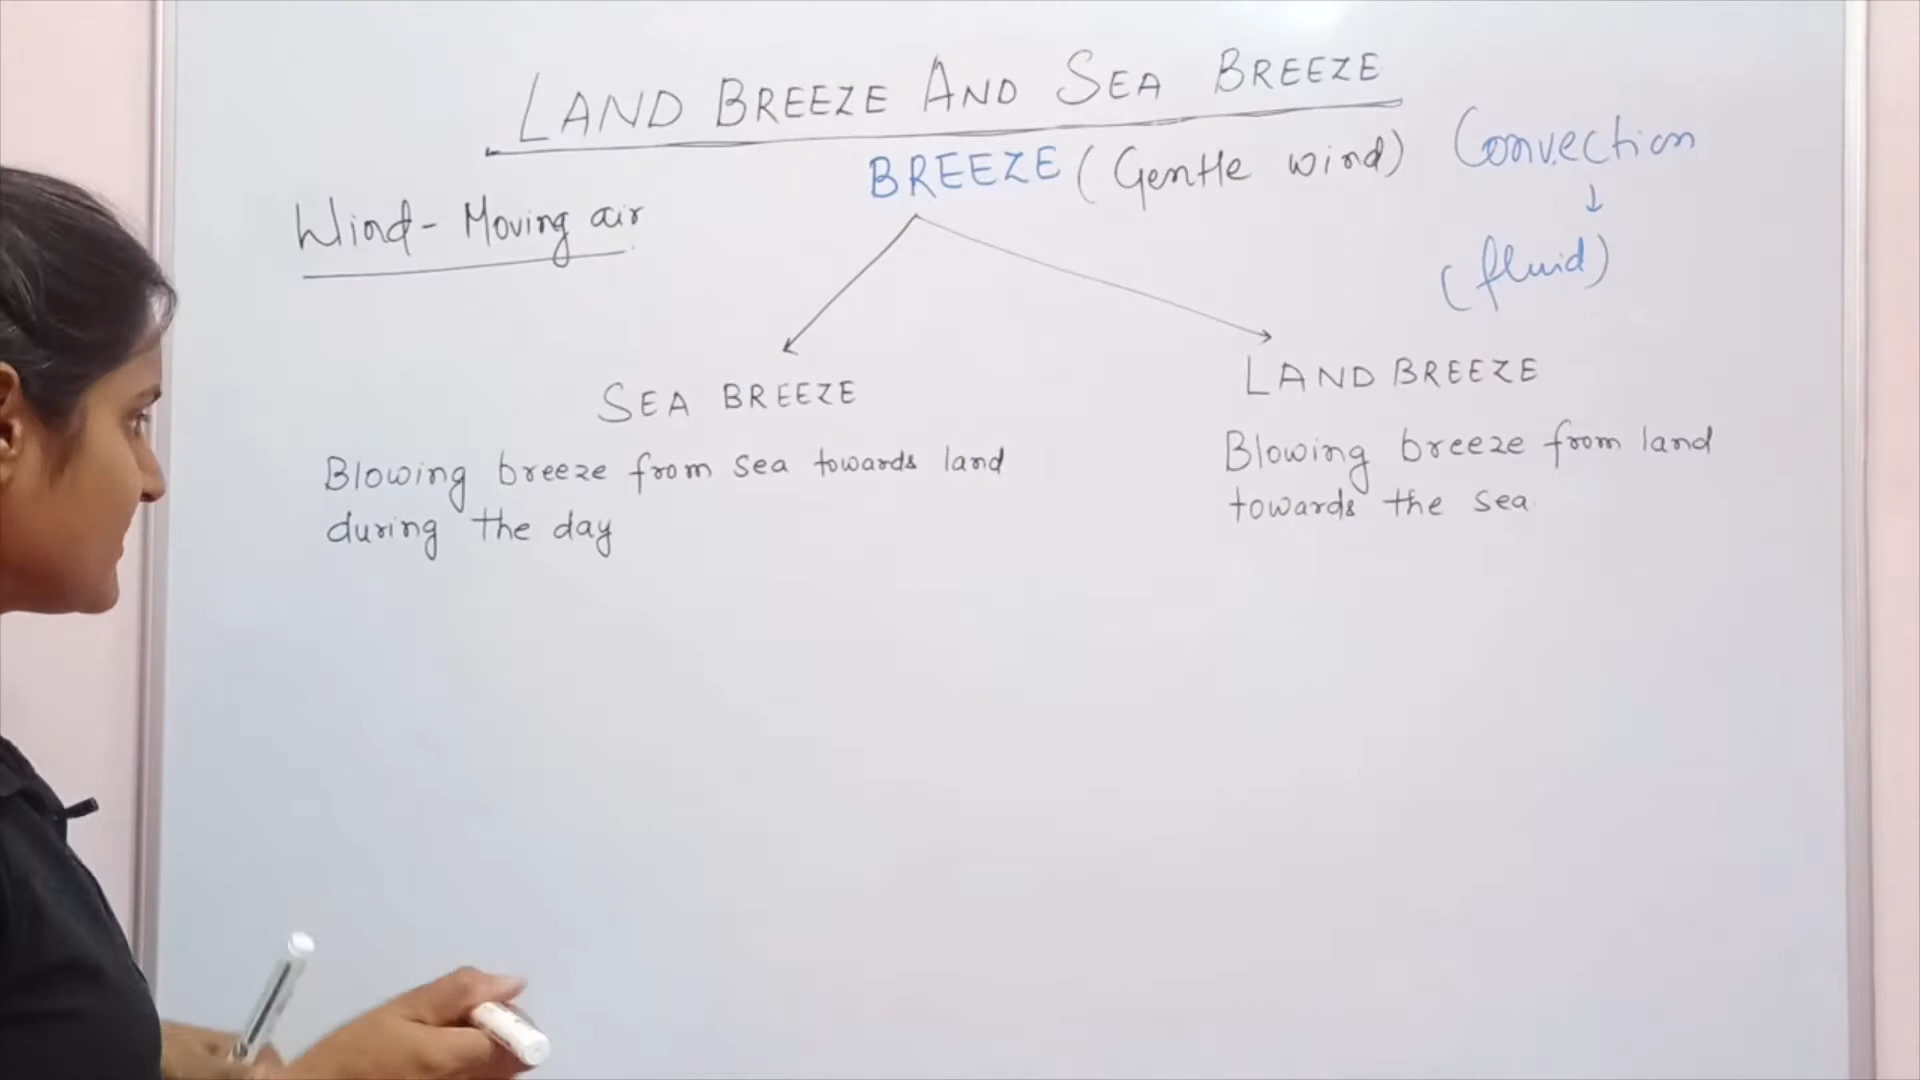 LAND BREEZE AND SEA BREEZE
BREEZE (Gentle wind)
Convection
↓
(fluid)
Wind - Moving air
SEA BREEZE
Blowing breeze from sea towards land
during the day
LAND BREEZE
Blowing breeze from land
towards the sea.